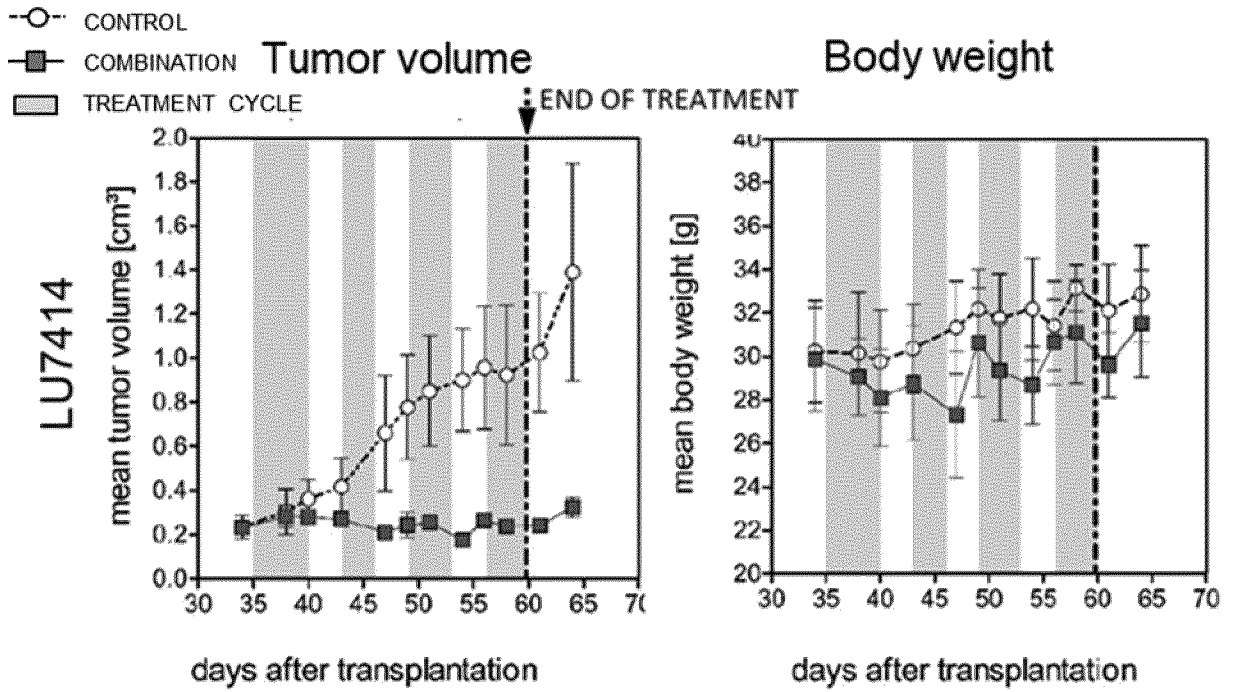 CONTROL
COMBINATION
TREATMENT CYCLE
Tumor volume
END OF TREATMENT
Body weight
LU7414
mean tumor volume [cm³]
2.0
1.8
1.6
1.4
1.2
1.0
0.8
0.6
0.4
0.2
0.0
30 35 40 45 50 55 60 65
days after transplantation
mean body weight [g]
40
38
36
34
32
30
28
26
24
22
20
30 35 40 45 50 55 60 65 70
days after transplantation